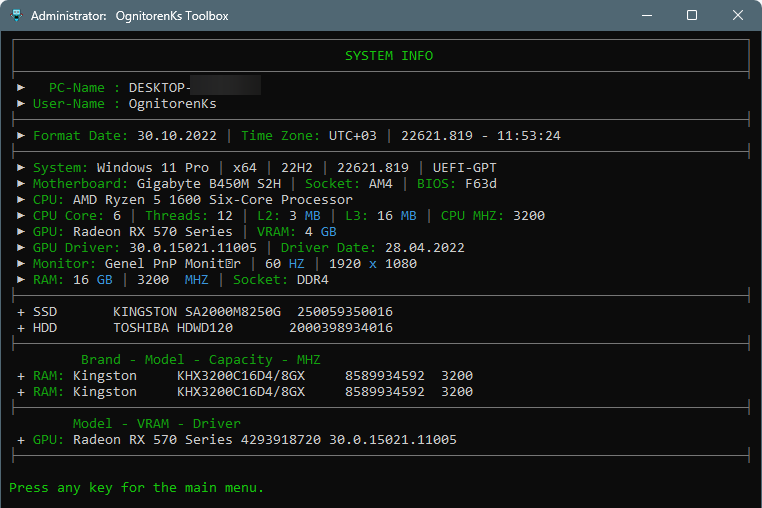 Administrator: OgnitorenKs Toolbox
SYSTEM INFO
► PC-Name : DESKTOP-
► User-Name : OgnitorenKs
► Format Date: 30.10.2022 | Time Zone: UTC+03 | 22621.819 - 11:53:24
► System: Windows 11 Pro | x64 | 22H2 | 22621.819 | UEFI-GPT
► Motherboard: Gigabyte B450M S2H | Socket: AM4 | BIOS: F63d
► CPU: AMD Ryzen 5 1600 Six-Core Processor
► CPU Core: 6 | Threads: 12 | L2: 3 MB | L3: 16 MB | CPU MHZ: 3200
► GPU: Radeon RX 570 Series | VRAM: 4 GB
► GPU Driver: 30.0.15021.11005 | Driver Date: 28.04.2022
► Monitor: Genel PnP Monit⍰r | 60 HZ | 1920 x 1080
► RAM: 16 GB | 3200 MHZ | Socket: DDR4
+ SSD KINGSTON SA2000M8250G 250059350016
+ HDD TOSHIBA HDWD120 2000398934016
Brand - Model - Capacity - MHZ
+ RAM: Kingston KHX3200C16D4/8GX 8589934592 3200
+ RAM: Kingston KHX3200C16D4/8GX 8589934592 3200
Model - VRAM - Driver
+ GPU: Radeon RX 570 Series 4293918720 30.0.15021.11005
Press any key for the main menu.